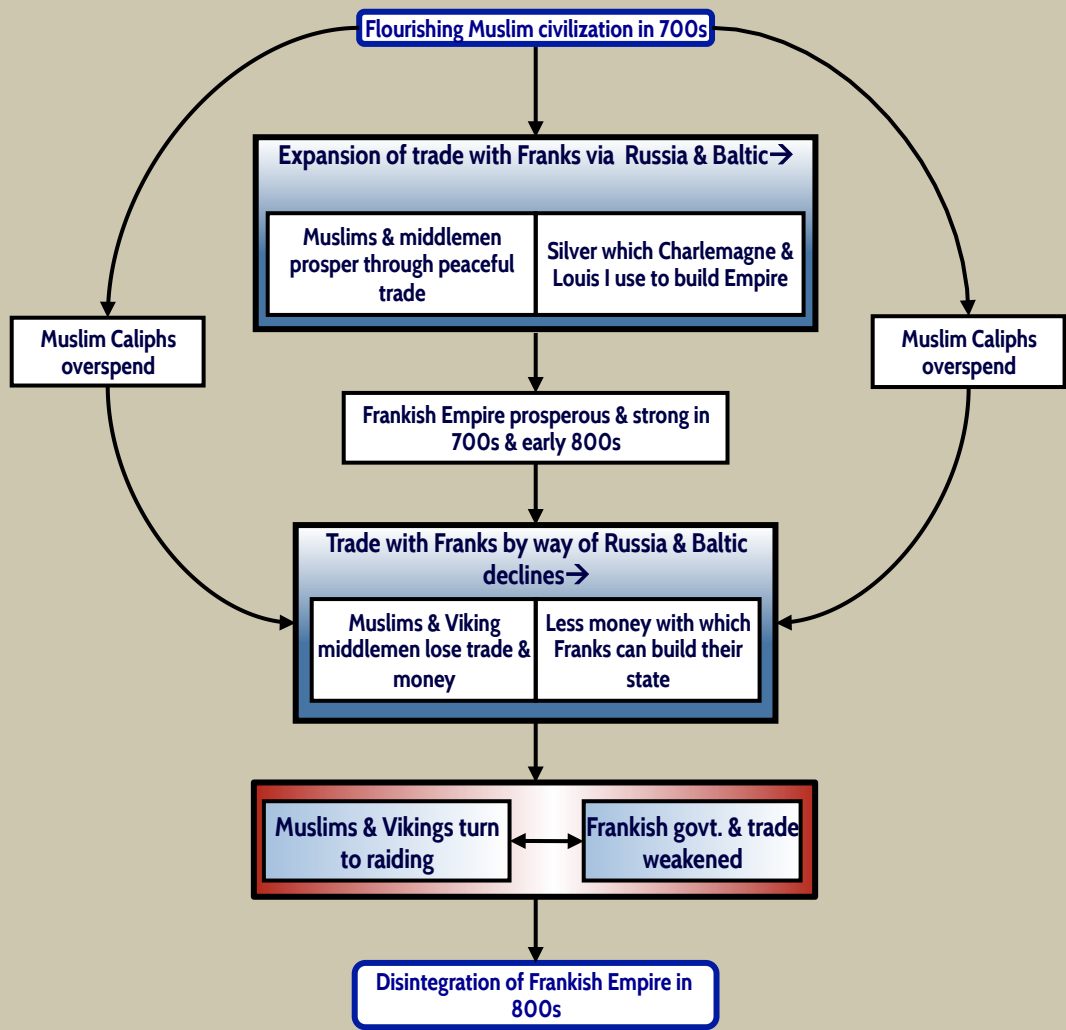 Flourishing Muslim civilization in 700s
Expansion of trade with Franks via Russia & Baltic→
Muslims & middlemen
prosper through peaceful
trade
Silver which Charlemagne &
Louis I use to build Empire
Muslim Caliphs
overspend
Muslim Caliphs
overspend
Frankish Empire prosperous & strong in
700s & early 800s
Trade with Franks by way of Russia & Baltic
declines→
Muslims & Viking
middlemen lose trade &
money
Less money with which
Franks can build their
state
Muslims & Vikings turn
to raiding
Frankish govt. & trade
weakened
Disintegration of Frankish Empire in
800s